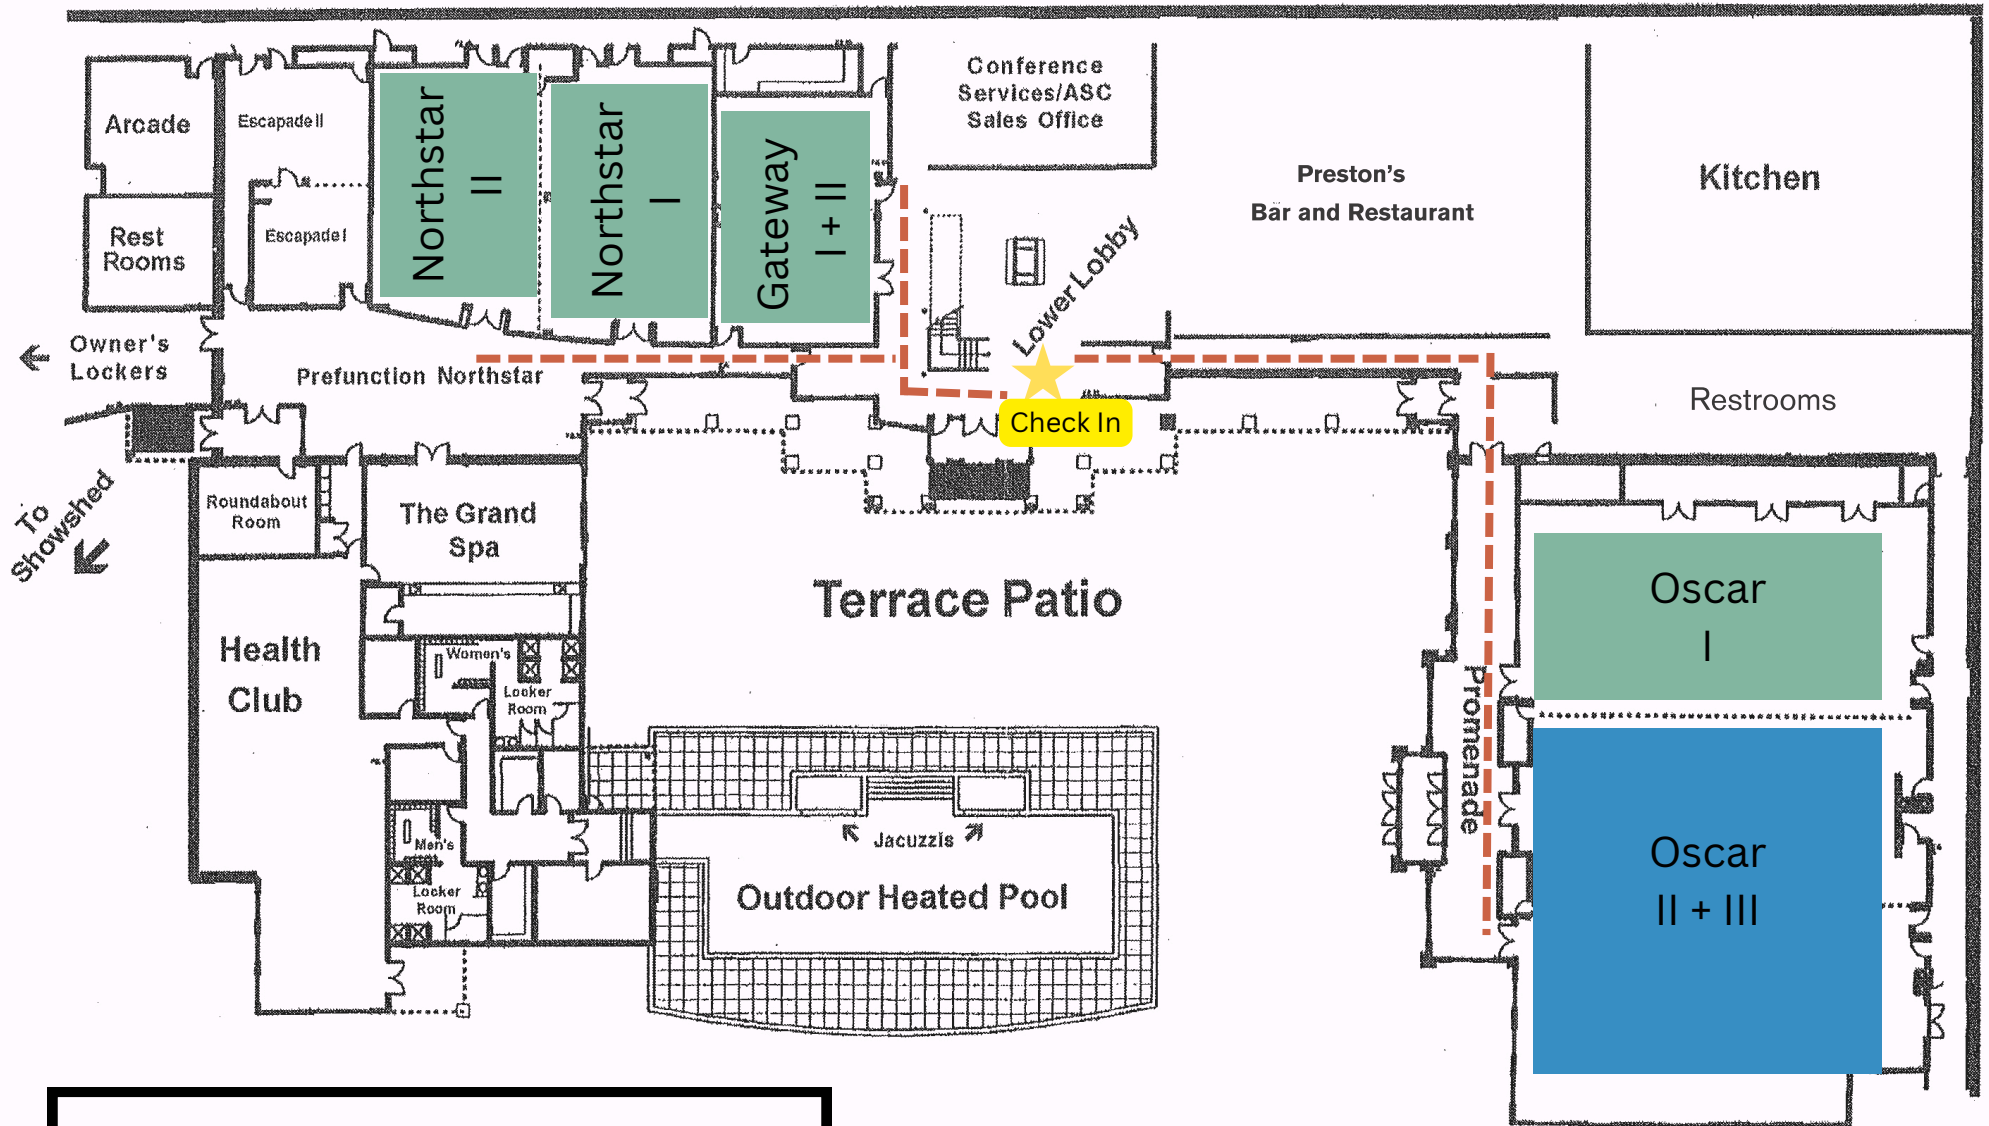 Arcade
Escapade II
Escapade I
Rest
Rooms
Owner's
Lockers
Northstar
II
Northstar
I
Gateway
I + II
Conference
Services/ASC
Sales Office
Preston's
Bar and Restaurant
Kitchen
Lower Lobby
Prefunction Northstar
Check In
Restrooms
To
Showshed
Roundabout
Room
The Grand
Spa
Health
Club
Women's
Locker
Room
Men's
Locker
Room
Terrace Patio
Jacuzzis
Outdoor Heated Pool
Promenade
Oscar
I
Oscar
II + III